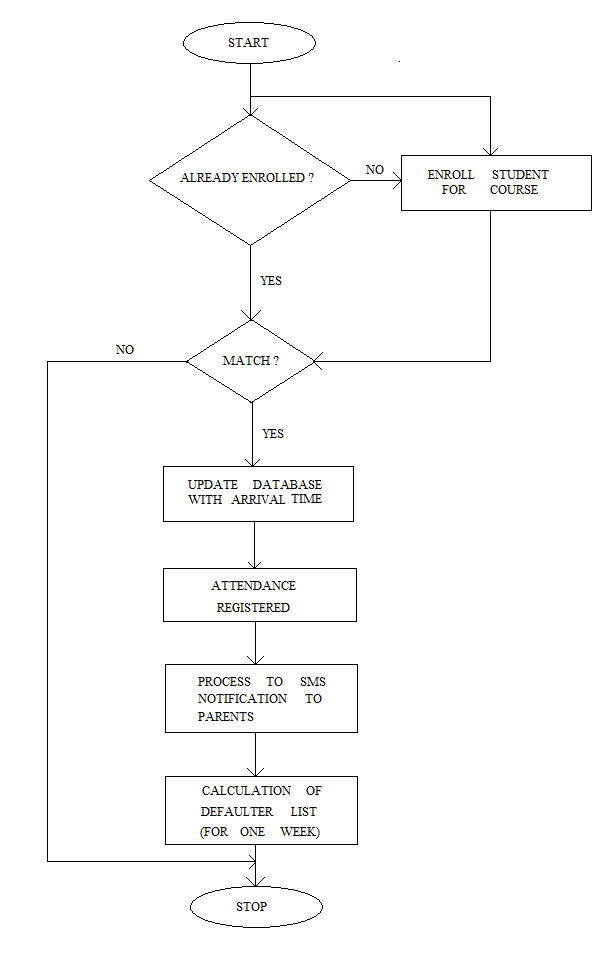 START
ALREADY ENROLLED ?
NO
ENROLL STUDENT
FOR COURSE
YES
NO
MATCH ?
YES
UPDATE DATABASE
WITH ARRIVAL TIME
ATTENDANCE
REGISTERED
PROCESS TO SMS
NOTIFICATION TO
PARENTS
CALCULATION OF
DEFAULTER LIST
(FOR ONE WEEK)
STOP